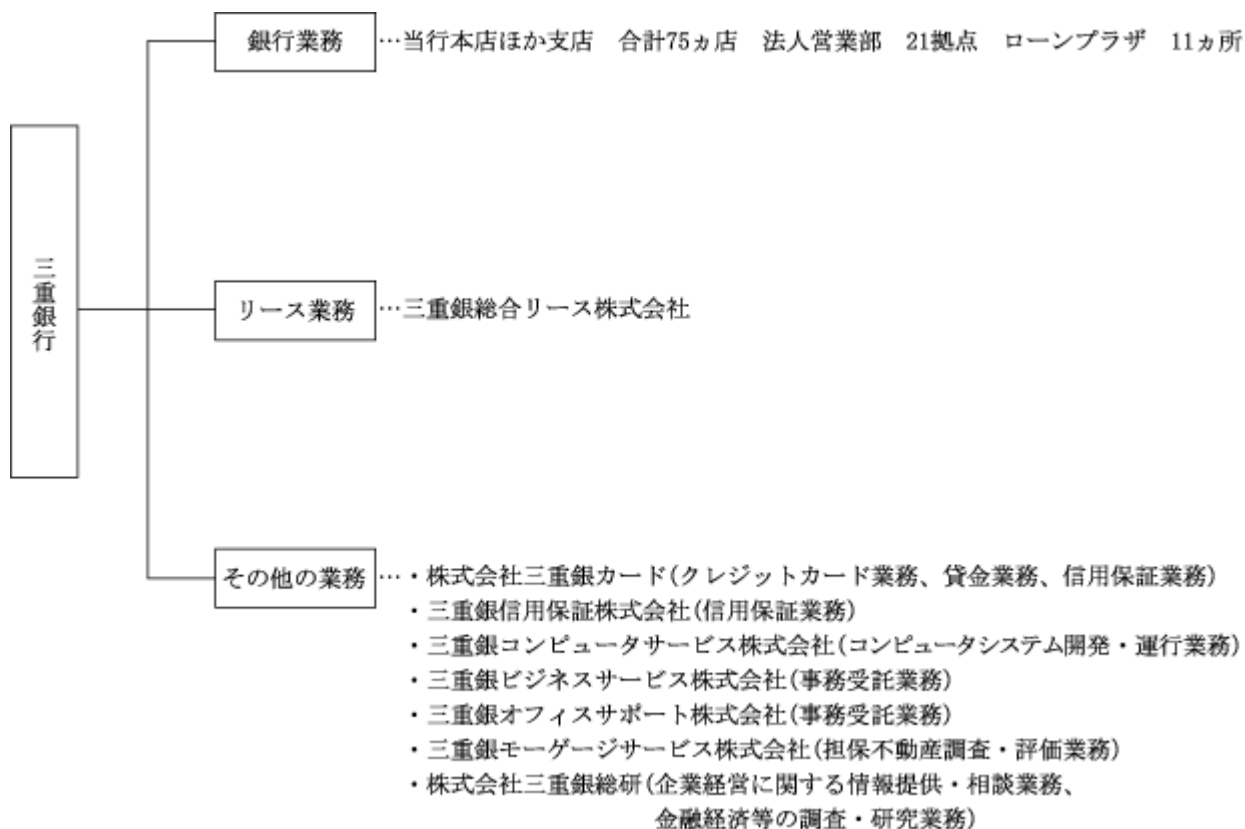 銀行業務 …当行本店ほか支店 合計75ヵ店 法人営業部 21拠点 ローンプラザ 11ヵ所
三重銀行
リース業務 …三重銀総合リース株式会社
その他の業務 …・株式会社三重銀カード(クレジットカード業務、貸金業務、信用保証業務)
・三重銀信用保証株式会社(信用保証業務)
・三重銀コンピュータサービス株式会社(コンピュータシステム開発・運行業務)
・三重銀ビジネスサービス株式会社(事務受託業務)
・三重銀オフィスサポート株式会社(事務受託業務)
・三重銀モーゲージサービス株式会社(担保不動産調査・評価業務)
・株式会社三重銀総研(企業経営に関する情報提供・相談業務、
金融経済等の調査・研究業務)